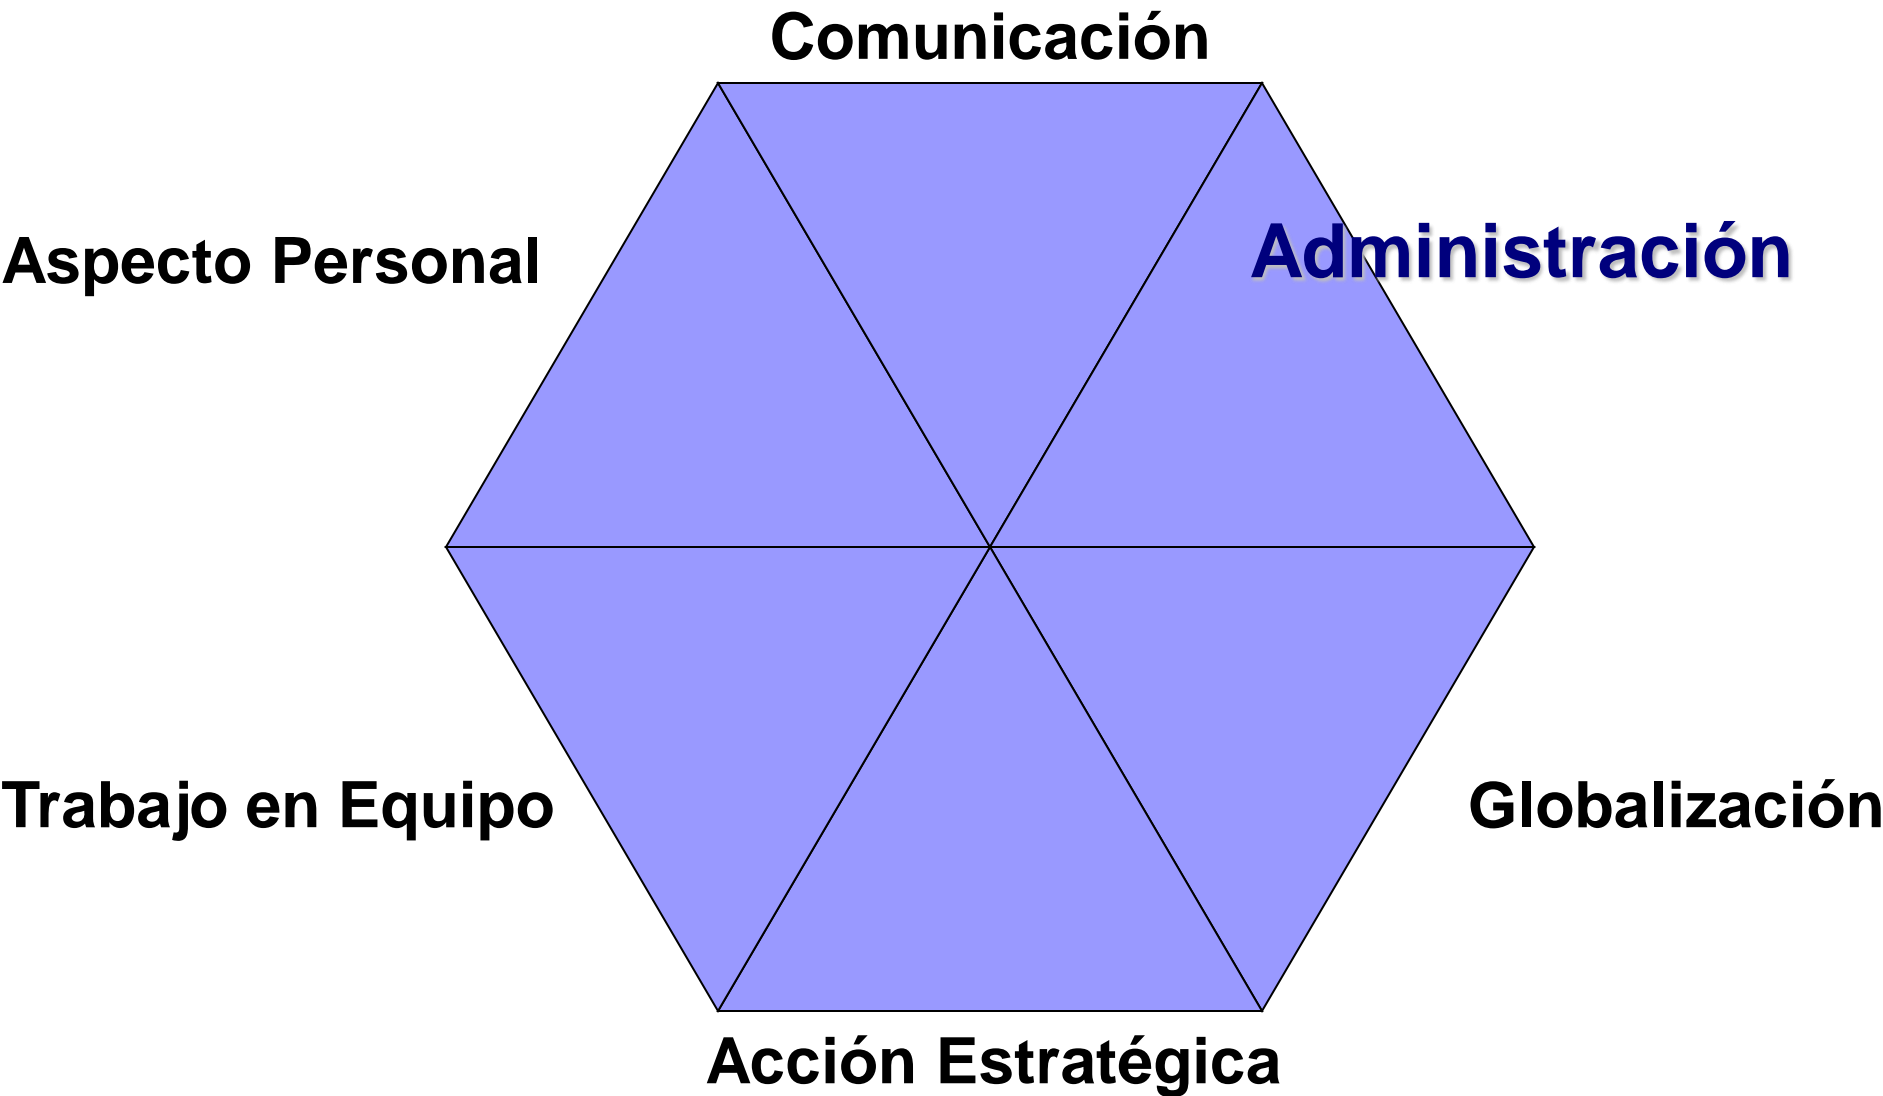 Comunicación
Aspecto Personal
Administración
Trabajo en Equipo
Globalización
Acción Estratégica